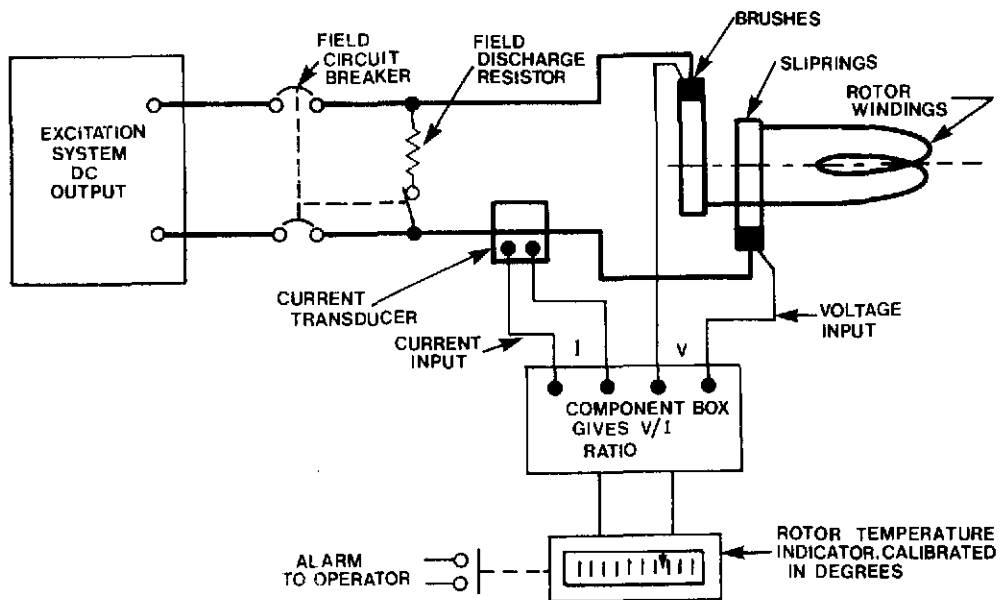 BRUSHES
FIELD
CIRCUIT
BREAKER
FIELD
DISCHARGE
RESISTOR
SLIPRINGS
ROTOR
WINDINGS
EXCITATION
SYSTEM
DC
OUTPUT
CURRENT
TRANSDUCER
CURRENT
INPUT
I
V
VOLTAGE
INPUT
COMPONENT BOX
GIVES V/I
RATIO
ROTOR TEMPERATURE
INDICATOR.CALIBRATED
IN DEGREES
ALARM
TO OPERATOR